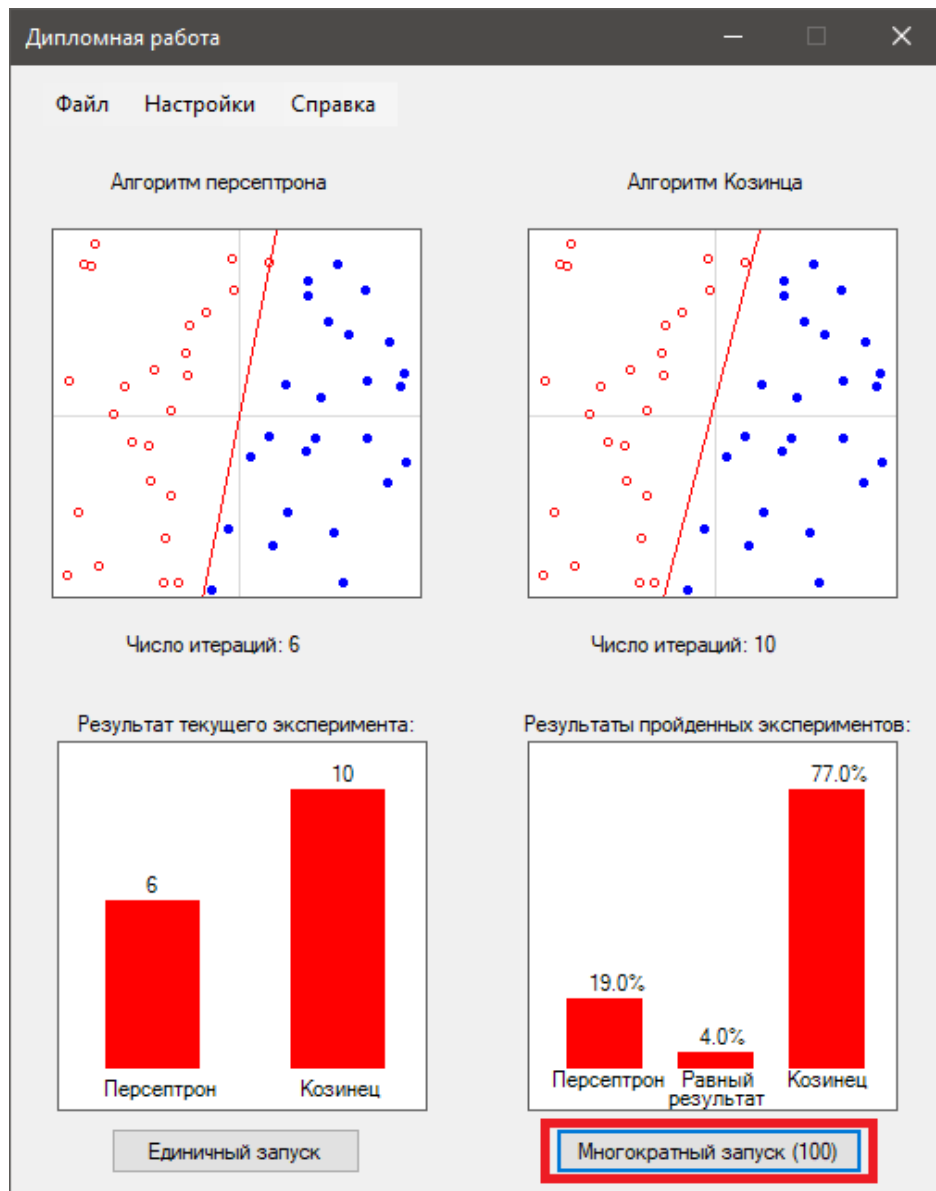 Дипломная работа
Файл Настройки Справка
Алгоритм персептрона
Алгоритм Козинца
Число итераций: 6
Число итераций: 10
Результат текущего эксперимента:
Результаты пройденных экспериментов:
10
6
Персептрон Козинец
77.0%
19.0%
4.0%
Персептрон Равный Козинец
результат
Единичный запуск
Многократный запуск (100)